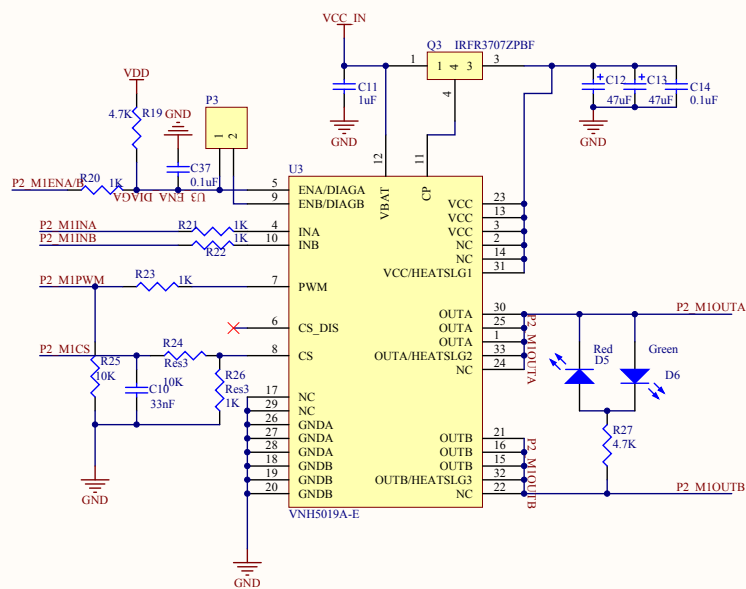 VCC_IN
Q3 IRFR3707ZPBF
1
1 4 3
3
4
C11
1uF
GND
C12
47uF
C13
47uF
C14
0.1uF
GND
VDD
4.7K
R19
GND
P3
1 2
C37
0.1uF
P2_M1ENA/B
R20
1K
U3_ENA
DIAGA
U3
12
11
VBAT
CP
5
ENA/DIAGA
9
ENB/DIAGB
P2_M1INA
R21
1K
4
INA
P2_M1INB
R22
1K
10
INB
P2_M1PWM
R23
1K
7
PWM
6
CS_DIS
P2_M1CS
R24
Res3
10K
8
CS
R25
10K
C10
33nF
R26
Res3
1K
GND
17
NC
29
NC
26
GNDA
27
GNDA
28
GNDA
18
GNDB
19
GNDB
20
GNDB
GND
VCC
23
VCC
13
VCC
3
NC
2
NC
14
VCC/HEATSLG1
31
OUTA
30
OUTA
25
OUTA
1
OUTA/HEATSLG2
33
NC
24
P2_M1OUTA
P2_M1OUTA
Red
D5
Green
D6
R27
4.7K
OUTB
21
OUTB
16
OUTB
15
OUTB/HEATSLG3
32
NC
22
P2_M1OUTB
P2_M1OUTB
VNH5019A-E